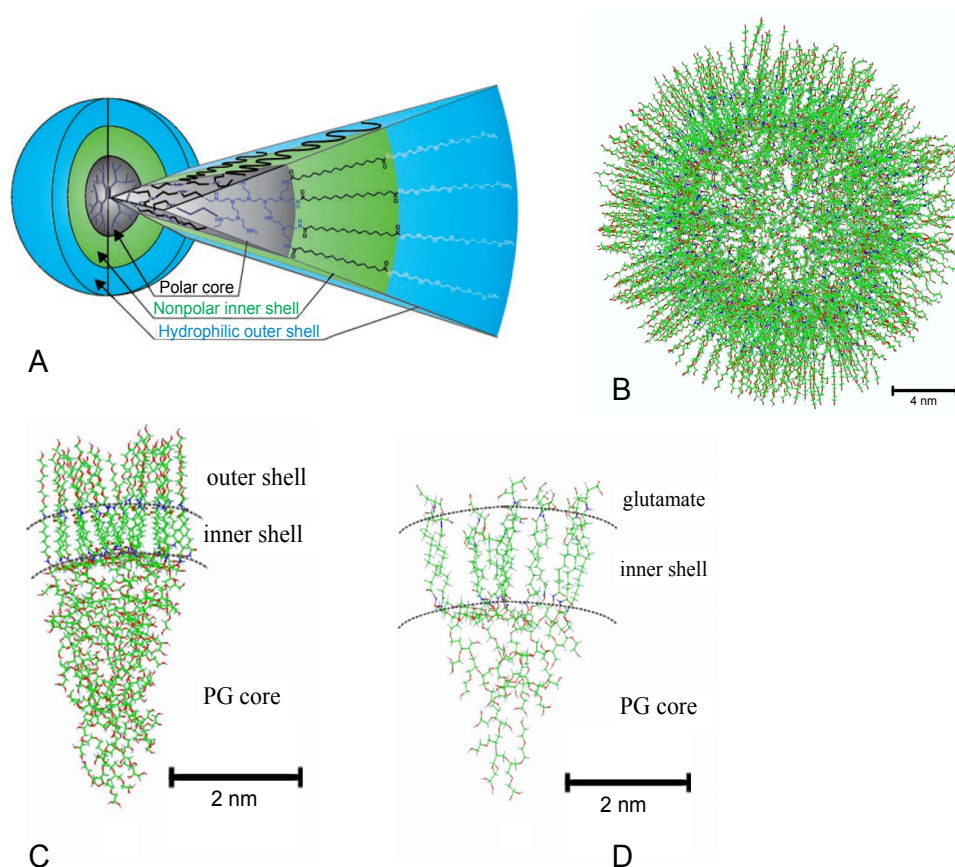 Polar core
Nonpolar inner shell
Hydrophilic outer shell
A
B
4 nm
outer shell
inner shell
PG core
2 nm
C
glutamate
inner shell
PG core
2 nm
D